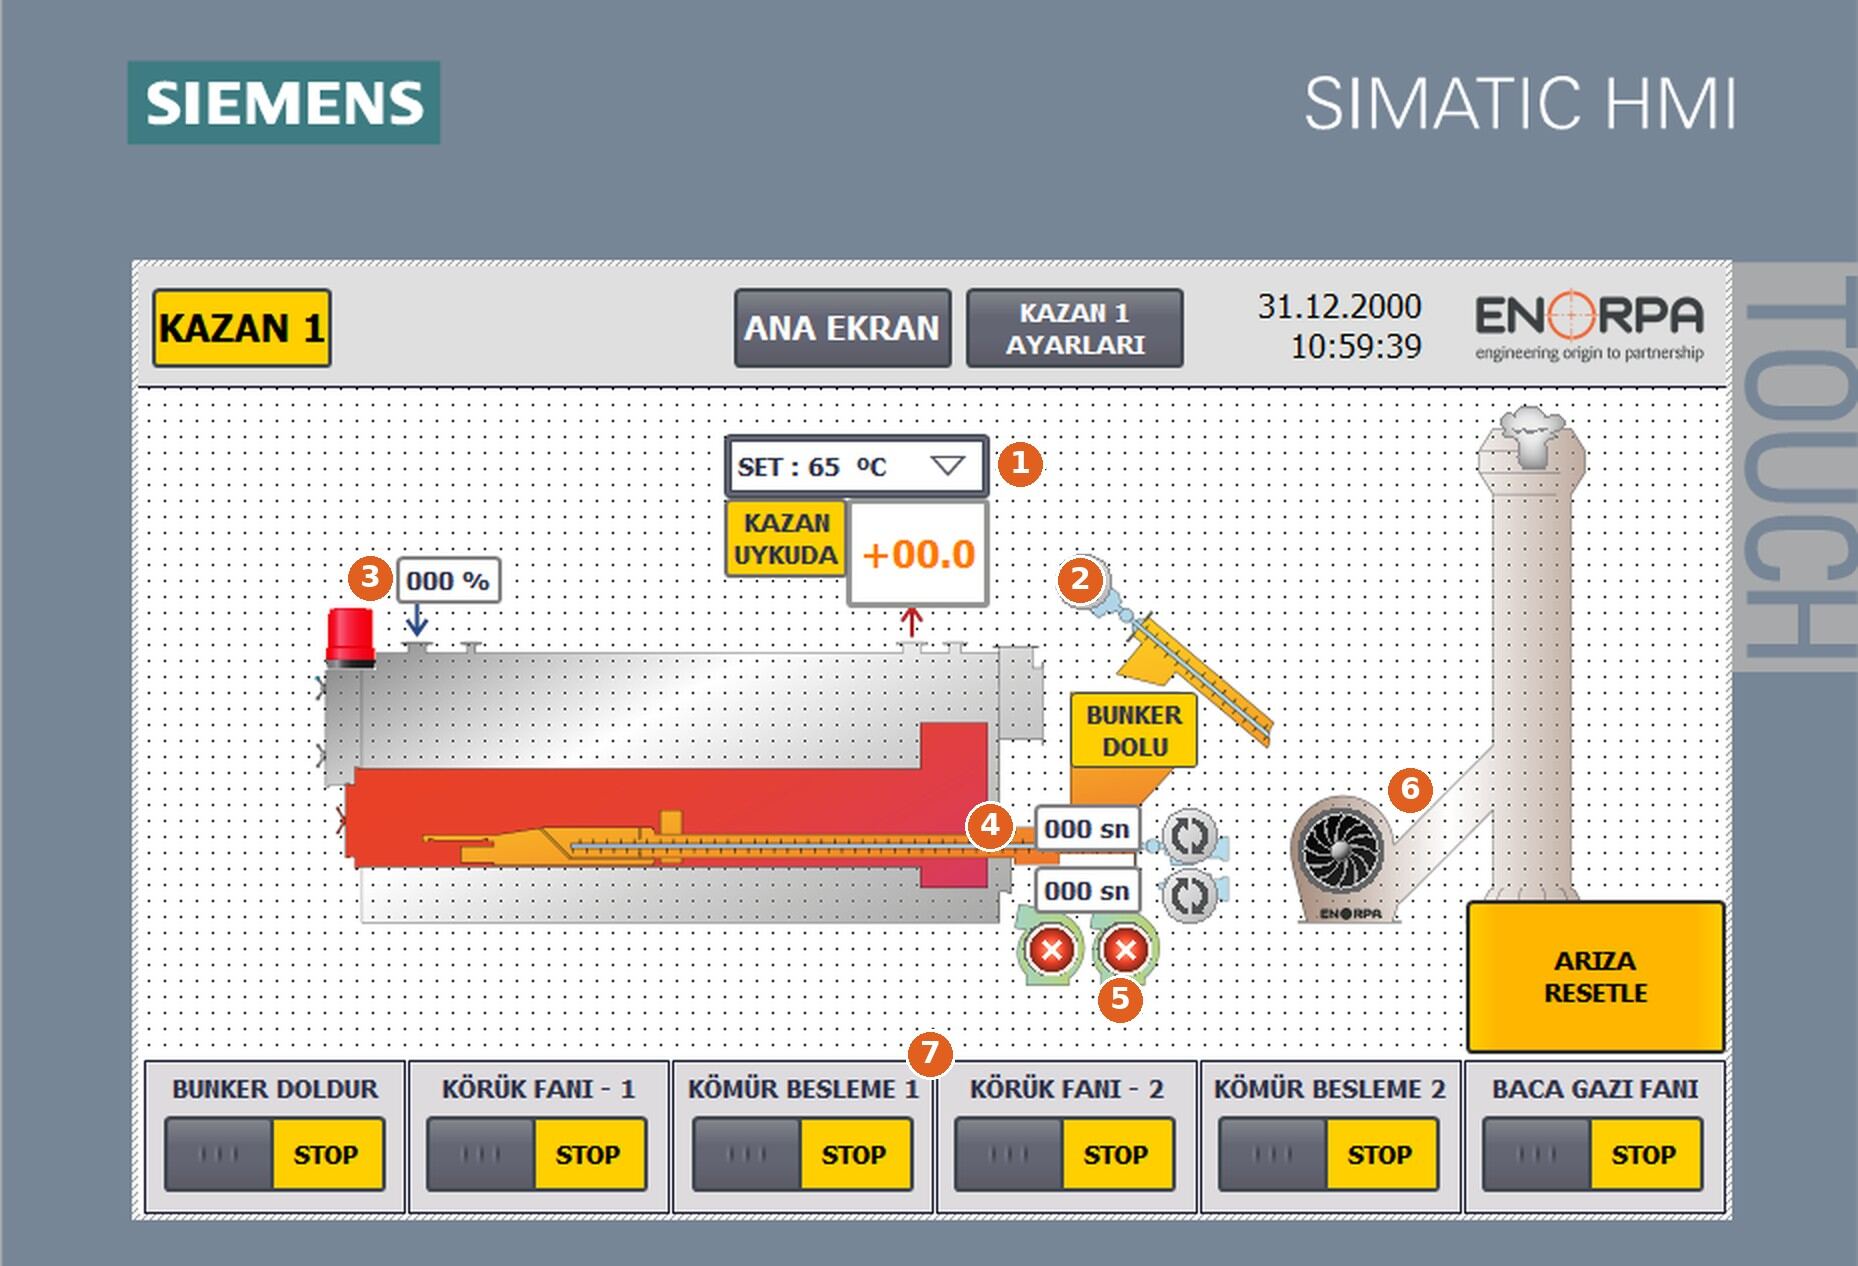 SIEMENS
SIMATIC HMI
TOUCH
KAZAN 1
ANA EKRAN
KAZAN 1
AYARLARI
31.12.2000
10:59:39
ENORPA
engineering origin to partnership
SET : 65 ºC
1
KAZAN
UYKUDA
+00.0
2
3
000 %
BUNKER
DOLU
4
000 sn
000 sn
5
6
ENORPA
ARIZA
RESETLE
7
BUNKER DOLDUR
STOP
KÖRÜK FANI - 1
STOP
KÖMÜR BESLEME 1
STOP
KÖRÜK FANI - 2
STOP
KÖMÜR BESLEME 2
STOP
BACA GAZI FANI
STOP